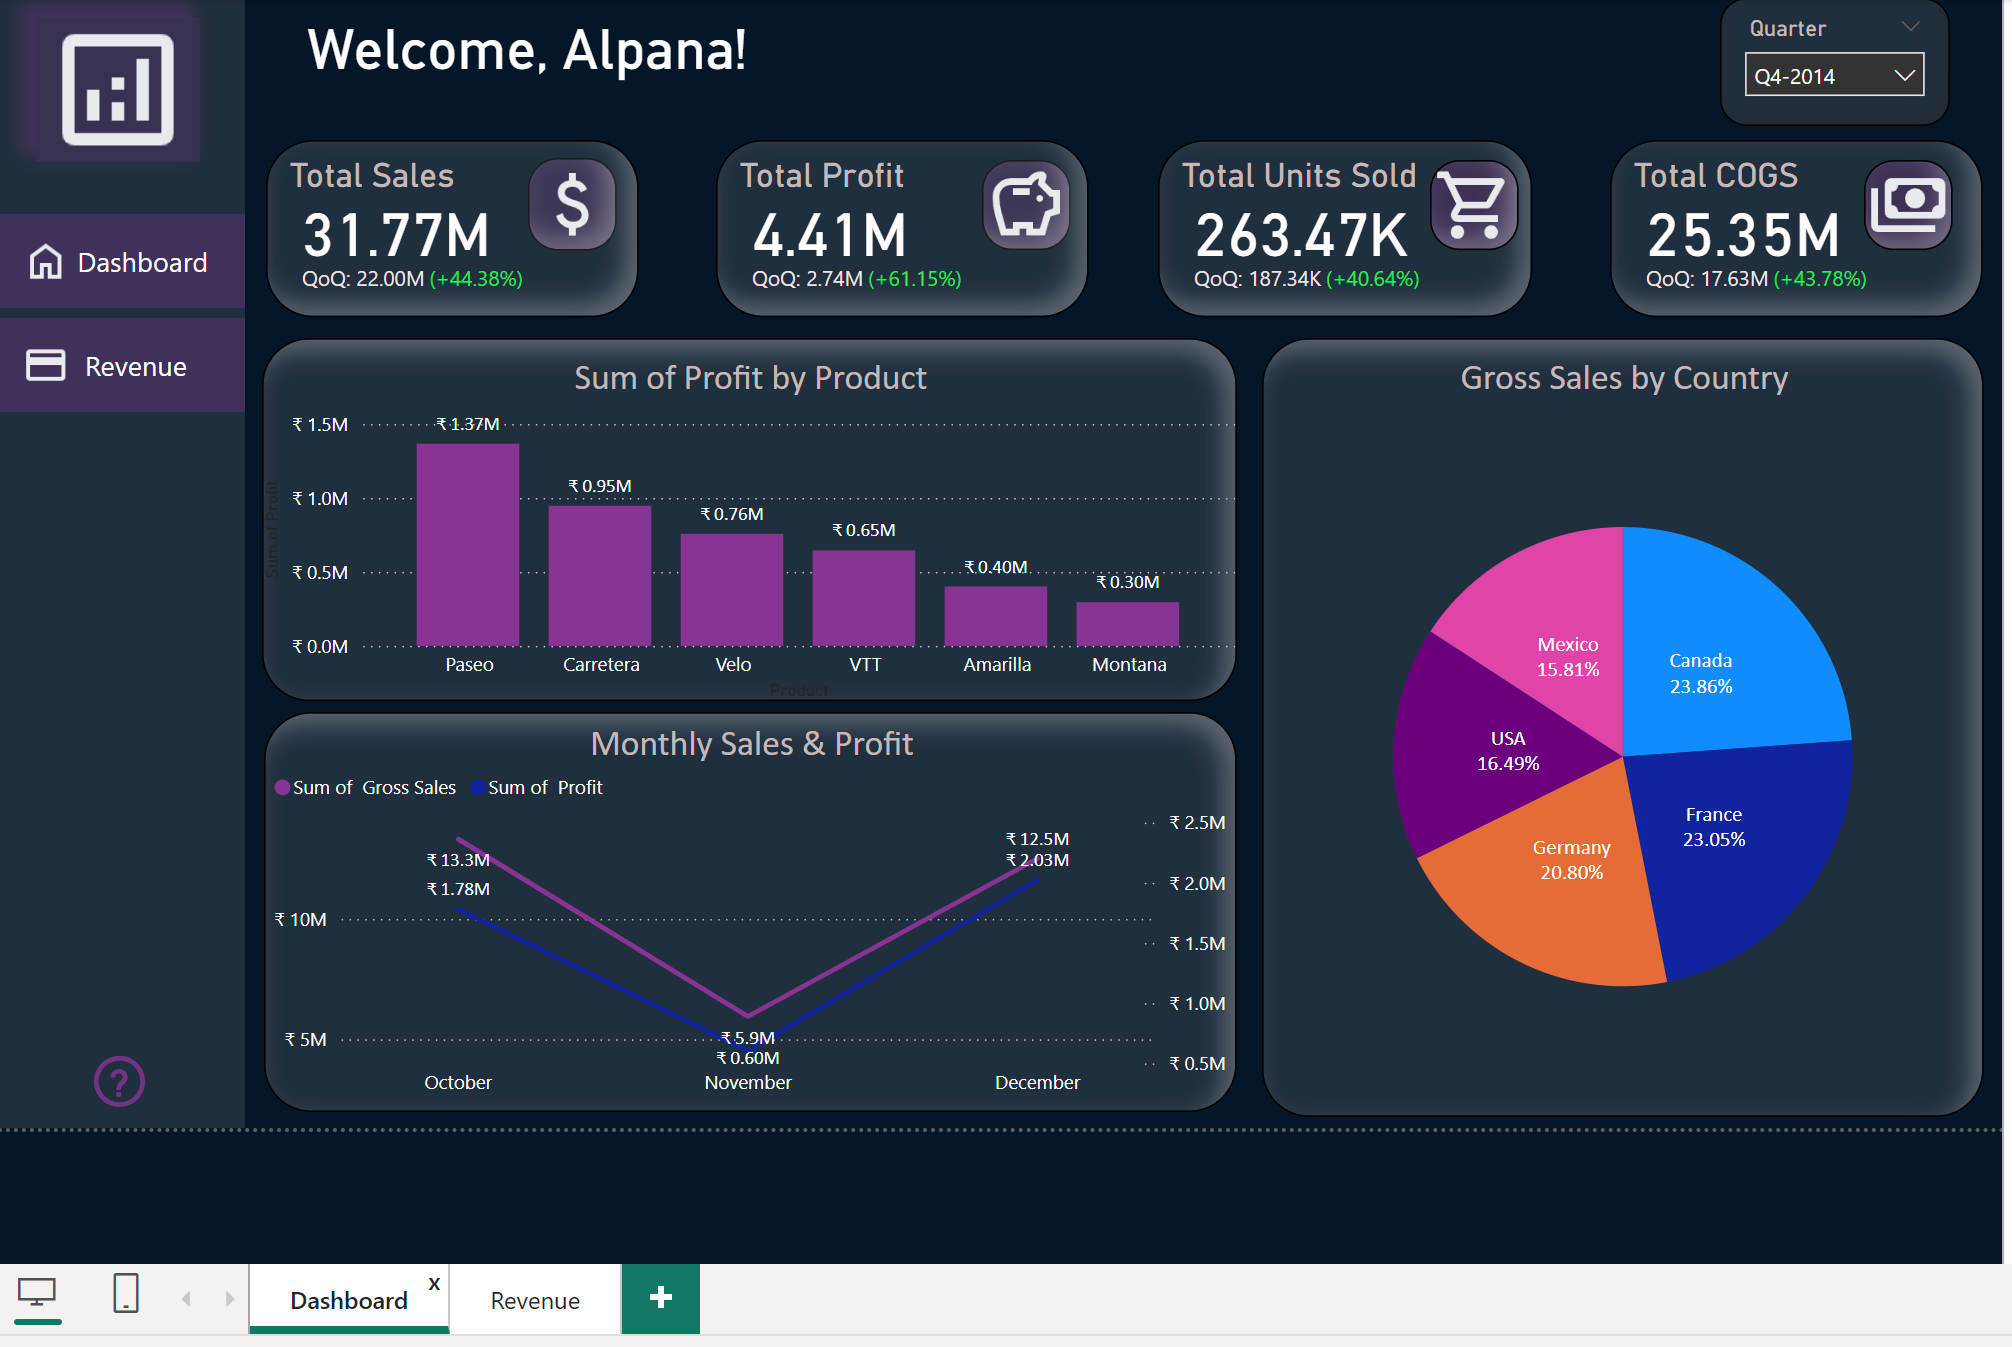 Welcome, Alpana!
Quarter
Q4-2014
Total Sales
31.77M
QoQ: 22.00M (+44.38%)
Total Profit
4.41M
QoQ: 2.74M (+61.15%)
Total Units Sold
263.47K
QoQ: 187.34K (+40.64%)
Total COGS
25.35M
QoQ: 17.63M (+43.78%)
Dashboard
Revenue
Sum of Profit by Product
Sum of Profit
₹ 1.5M
₹ 1.0M
₹ 0.5M
₹ 0.0M
₹ 1.37M
₹ 0.95M
₹ 0.76M
₹ 0.65M
₹ 0.40M
₹ 0.30M
Paseo
Carretera
Velo
VTT
Amarilla
Montana
Product
Monthly Sales & Profit
Sum of Gross Sales
Sum of Profit
₹ 10M
₹ 5M
₹ 13.3M
₹ 1.78M
₹ 5.9M
₹ 0.60M
₹ 12.5M
₹ 2.03M
₹ 2.5M
₹ 2.0M
₹ 1.5M
₹ 1.0M
₹ 0.5M
October
November
December
Gross Sales by Country
Canada
23.86%
France
23.05%
Germany
20.80%
USA
16.49%
Mexico
15.81%
?
Dashboard
x
Revenue
+